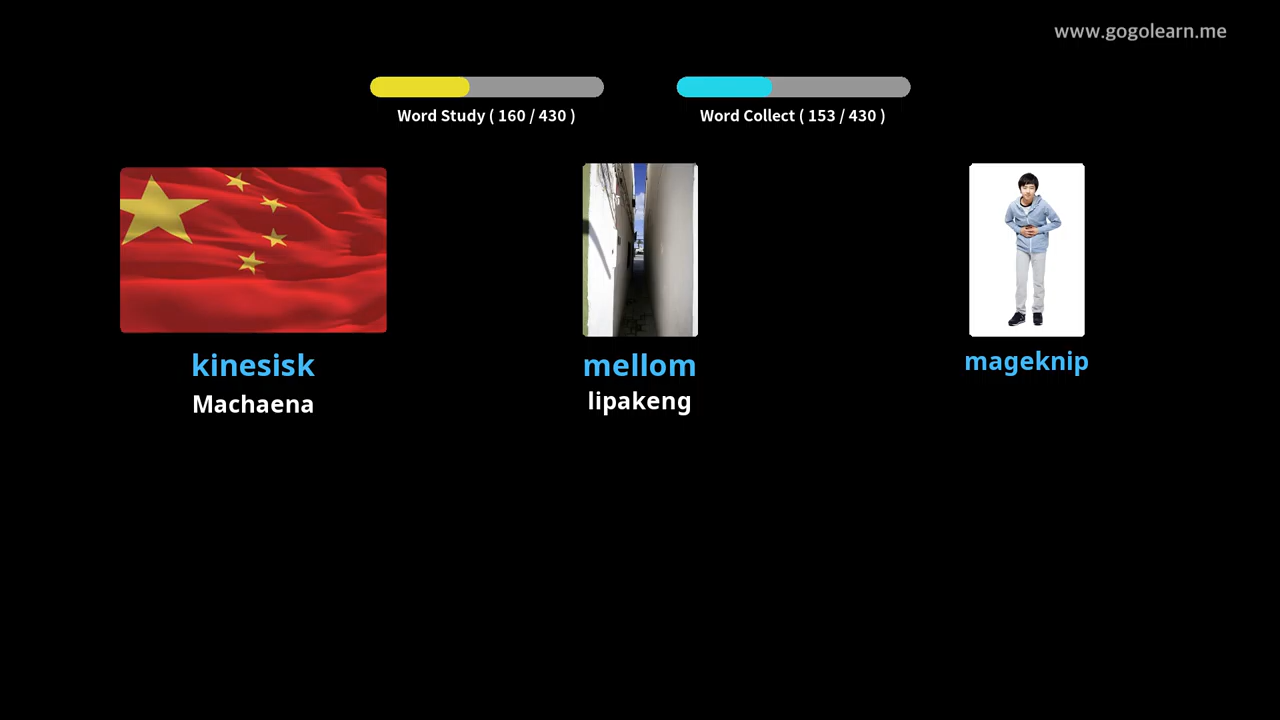 www.gogolearn.me
Word Study ( 160 / 430 )
Word Collect ( 153 / 430 )
kinesisk
Machaena
mellom
lipakeng
mageknip